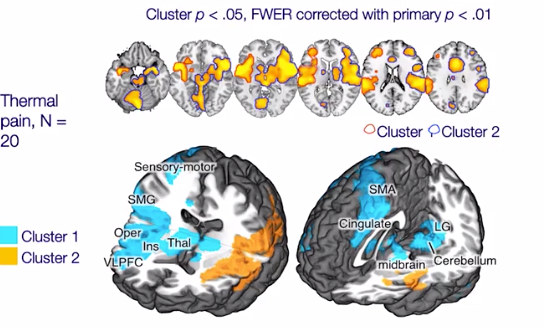 Cluster p < .05, FWER corrected with primary p < .01
Thermal
pain, N =
20
Cluster Cluster 2
Sensory-motor
SMG
Oper
Ins Thal
VLPFC
SMA
Cingulate
LG
midbrain
Cerebellum
Cluster 1
Cluster 2